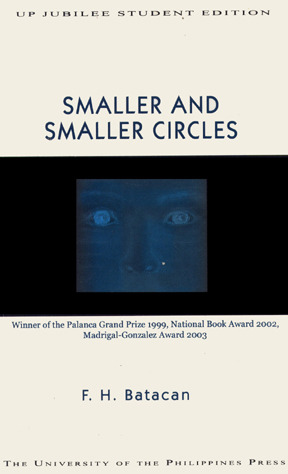 UP JUBILEE STUDENT EDITION
SMALLER AND
SMALLER CIRCLES
Winner of the Palanca Grand Prize 1999, National Book Award 2002,
Madrigal-Gonzalez Award 2003
F. H. Batacan
THE UNIVERSITY OF THE PHILIPPINES PRESS